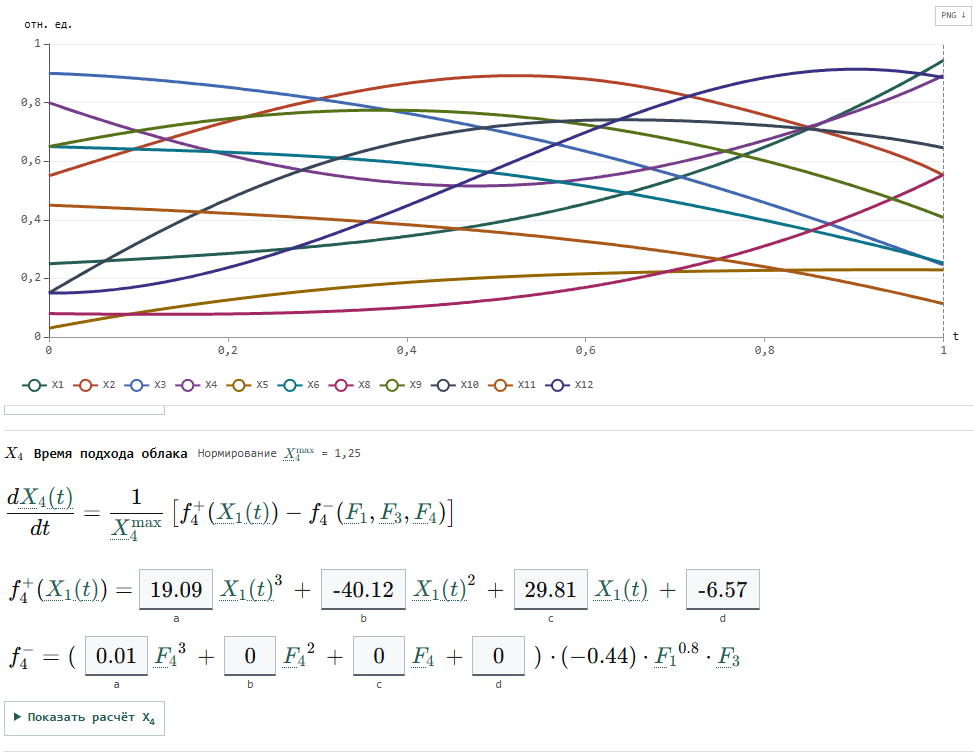 отн. ед.
PNG ↓
1
0,8
0,6
0,4
0,2
0
0 0,2 0,4 0,6 0,8 1 t
X1 X2 X3 X4 X5 X6 X8 X9 X10 X11 X12
X₄ Время подхода облака Нормирование X₄ᵐᵃˣ = 1,25
dX₄(t)/dt = 1/X₄ᵐᵃˣ [f₄⁺(X₁(t)) − f₄⁻(F₁, F₃, F₄)]
f₄⁺(X₁(t)) = 19.09 X₁(t)³ + -40.12 X₁(t)² + 29.81 X₁(t) + -6.57
a b c d
f₄⁻ = ( 0.01 F₄³ + 0 F₄² + 0 F₄ + 0 ) · (−0.44) · F₁⁰·⁸ · F₃
a b c d
▶ Показать расчёт X₄